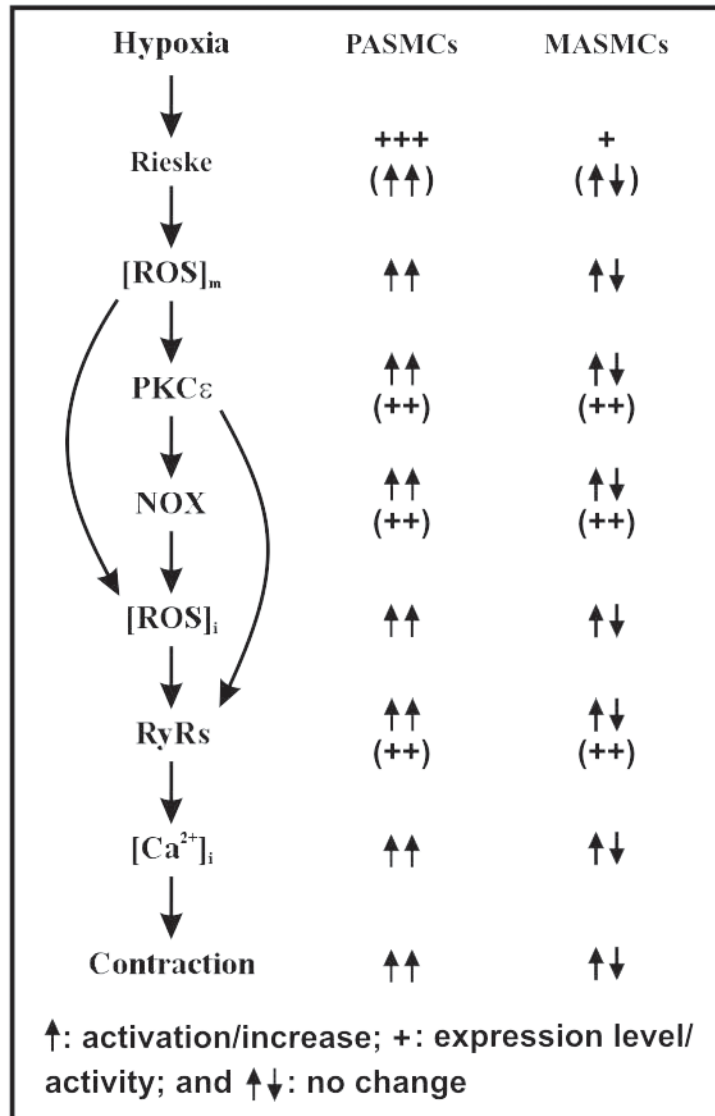 Hypoxia PASMCs MASMCs
+++ +
Rieske (↑↑) (↑↓)
[ROS]m ↑↑ ↑↓
↑↑ ↑↓
PKCε (++) (++)
↑↑ ↑↓
NOX (++) (++)
[ROS]i ↑↑ ↑↓
↑↑ ↑↓
RyRs (++) (++)
[Ca²⁺]i ↑↑ ↑↓
Contraction ↑↑ ↑↓
↑: activation/increase; +: expression level/
activity; and ↑↓: no change